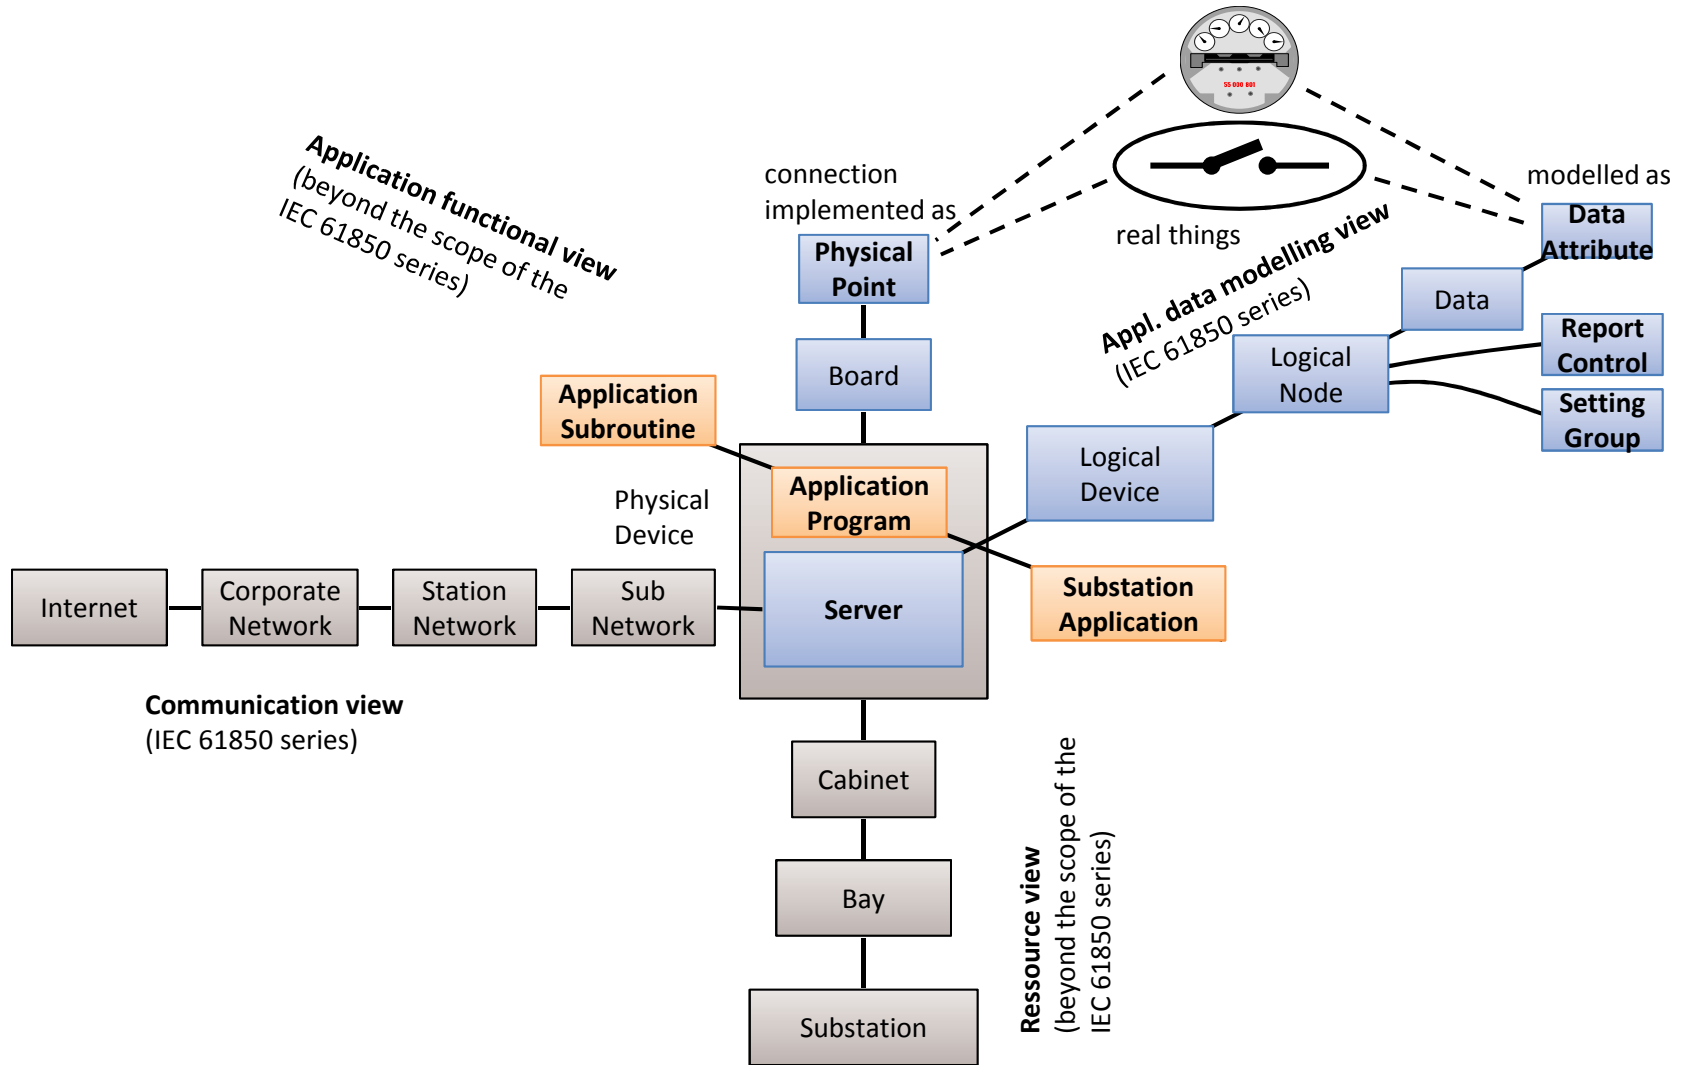 55 000 801
Application functional view
(beyond the scope of the
IEC 61850 series)
connection
implemented as
real things
modelled as
Data
Attribute
Physical
Point
Appl. data modelling view
(IEC 61850 series)
Data
Report
Control
Logical
Node
Board
Setting
Group
Application
Subroutine
Logical
Device
Application
Program
Physical
Device
Internet
Corporate
Network
Station
Network
Sub
Network
Server
Substation
Application
Communication view
(IEC 61850 series)
Cabinet
Bay
Substation
Ressource view
(beyond the scope of the
IEC 61850 series)